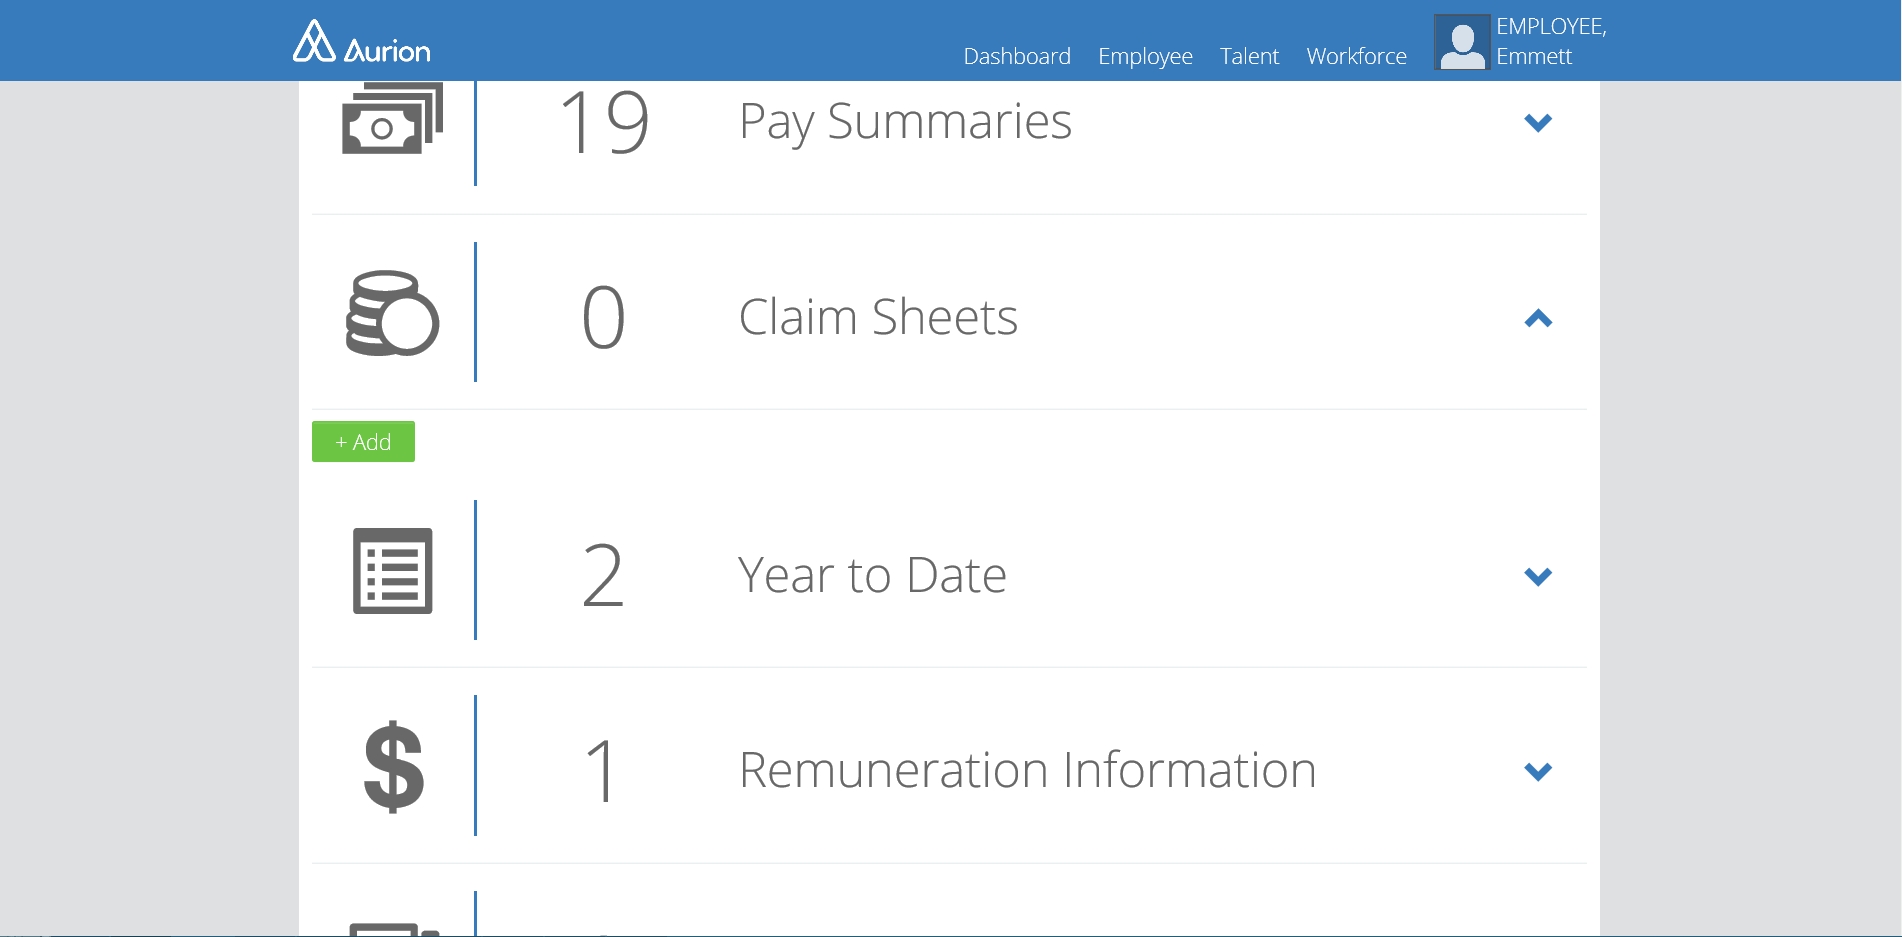 Aurion
Dashboard Employee Talent Workforce
EMPLOYEE,
Emmett
19 Pay Summaries
0 Claim Sheets
+ Add
2 Year to Date
$ 1 Remuneration Information